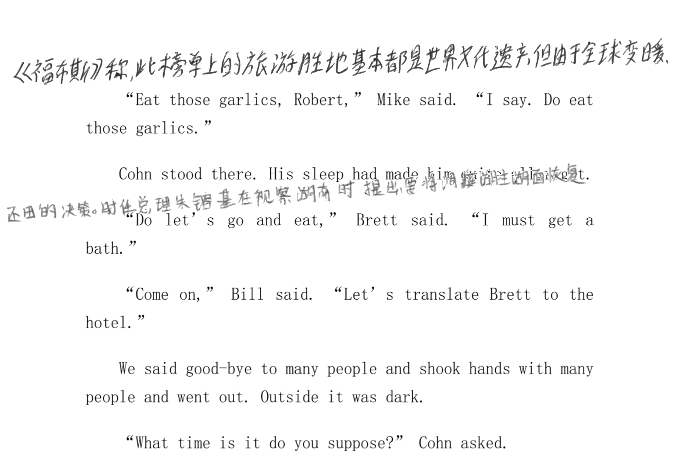 《福布斯》称,此榜单上的旅游胜地基本都是世界文化遗产,但由于全球变暖、
“Eat those garlics, Robert,” Mike said. “I say. Do eat
those garlics.”
Cohn stood there. His sleep had made him
还田的决策。时任总理朱镕基在视察湖南时提出要将洞庭湖 湖面恢复
“Do let’s go and eat,” Brett said. “I must get a
bath.”
“Come on,” Bill said. “Let’s translate Brett to the
hotel.”
We said good-bye to many people and shook hands with many
people and went out. Outside it was dark.
“What time is it do you suppose?” Cohn asked.